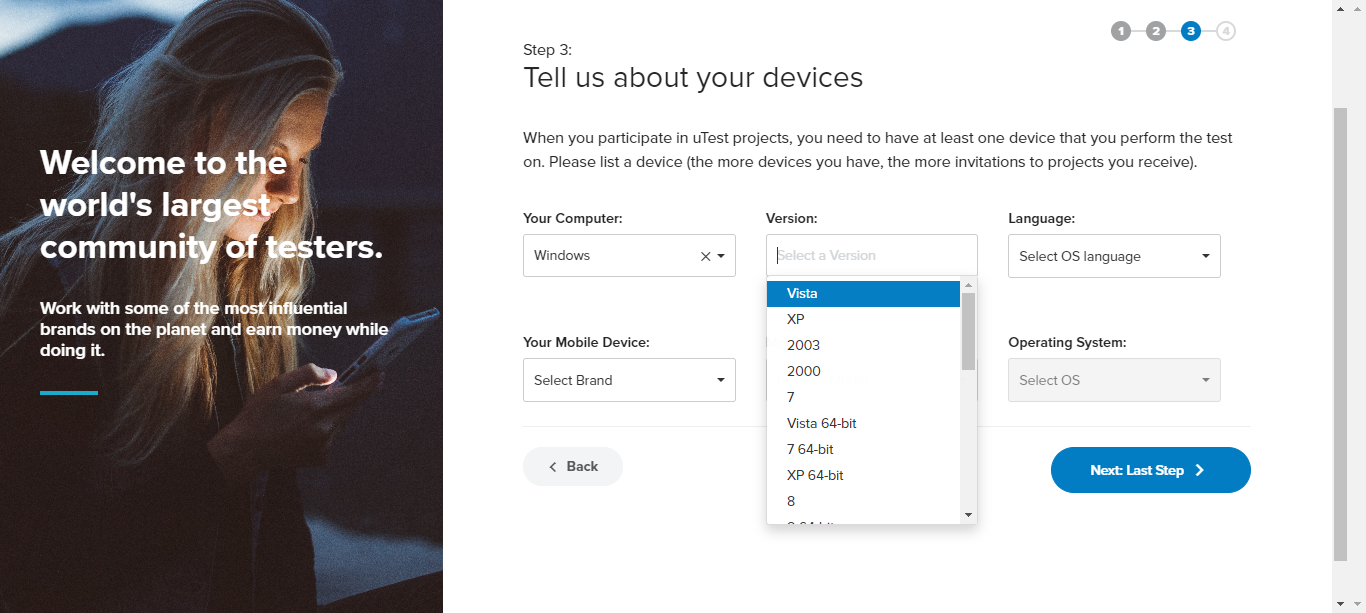 Welcome to the
world's largest
community of testers.
Work with some of the most influential
brands on the planet and earn money while
doing it.
1 2 3 4
Step 3:
Tell us about your devices
When you participate in uTest projects, you need to have at least one device that you perform the test
on. Please list a device (the more devices you have, the more invitations to projects you receive).
Your Computer:
Windows
Version:
Select a Version
Vista
XP
2003
2000
7
Vista 64-bit
7 64-bit
XP 64-bit
8
Language:
Select OS language
Your Mobile Device:
Select Brand
Operating System:
Select OS
Back
Next: Last Step